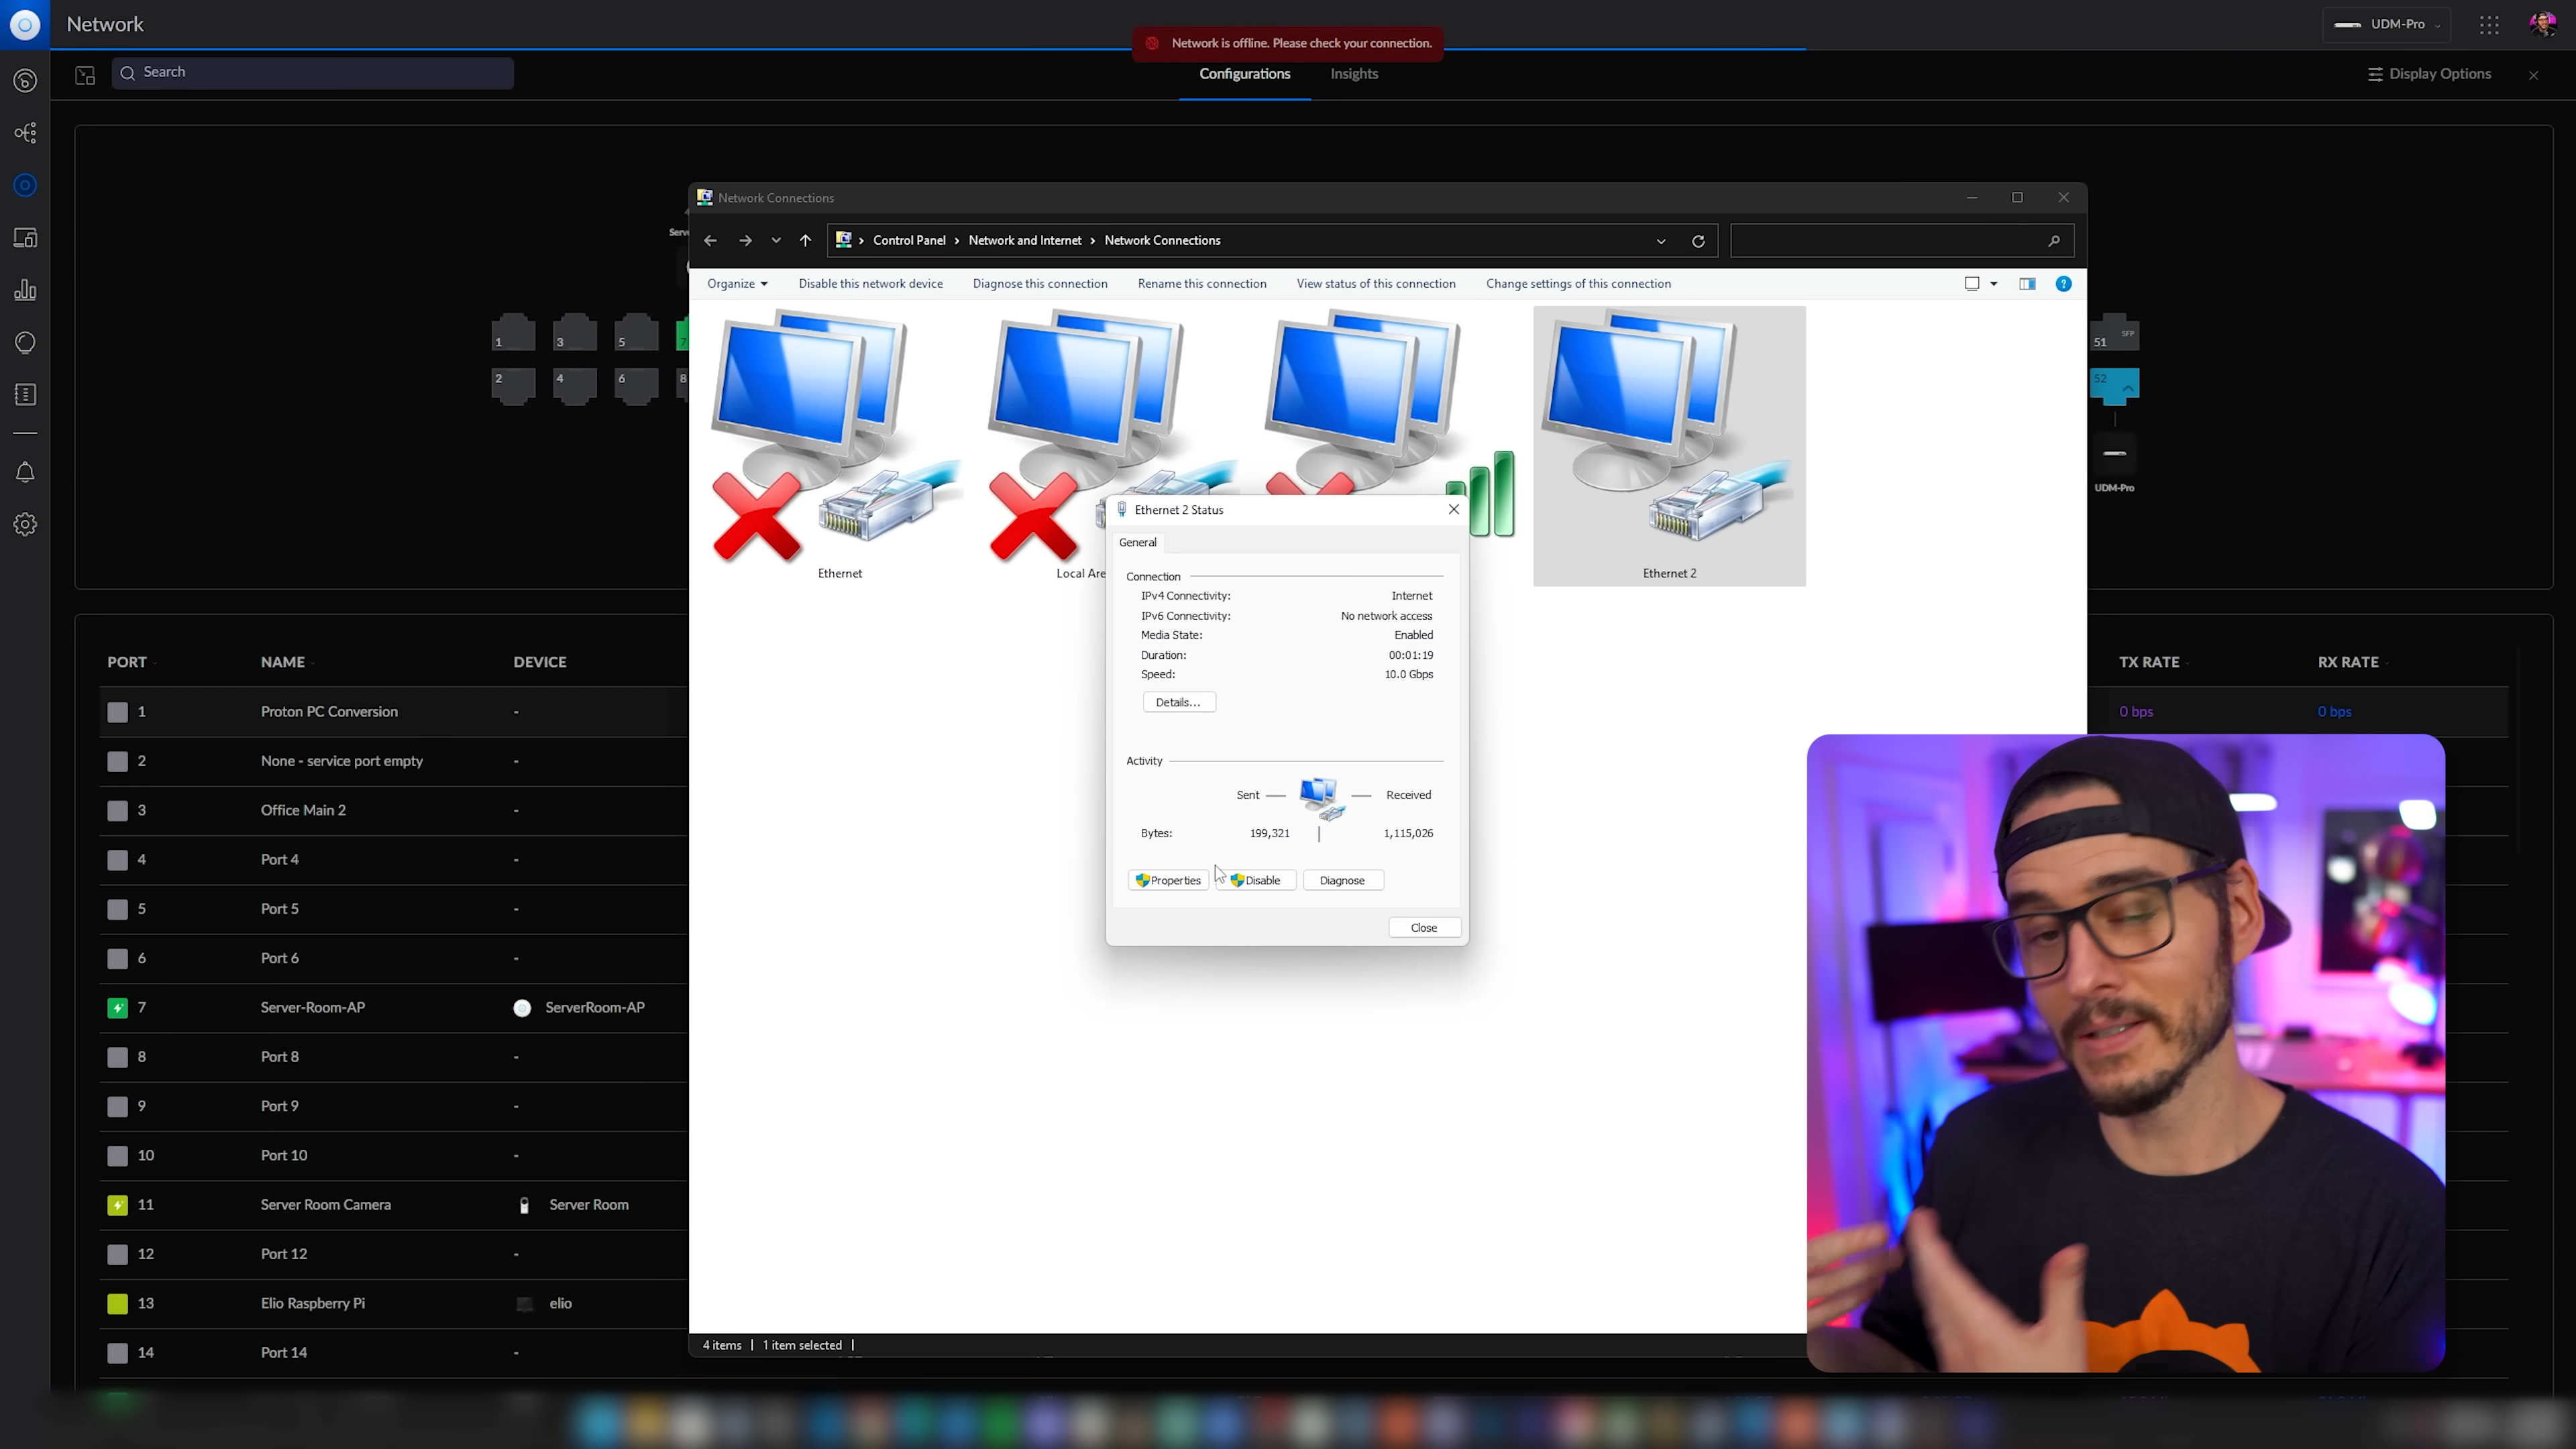 Network
Network is offline. Please check your connection.
UDM-Pro
Search
Configurations
Insights
Display Options
Network Connections
Control Panel
Network and Internet
Network Connections
Organize
Disable this network device
Diagnose this connection
Rename this connection
View status of this connection
Change settings of this connection
Serv
1
3
5
7
2
4
6
8
51
SFP
52
UDM-Pro
Ethernet
Local Are
Ethernet 2
Ethernet 2 Status
General
Connection
IPv4 Connectivity: Internet
IPv6 Connectivity: No network access
Media State: Enabled
Duration: 00:01:19
Speed: 10.0 Gbps
Details...
Activity
Sent
Received
Bytes: 199,321 1,115,026
Properties
Disable
Diagnose
Close
PORT NAME DEVICE TX RATE RX RATE
1 Proton PC Conversion - 0 bps 0 bps
2 None - service port empty -
3 Office Main 2 -
4 Port 4 -
5 Port 5 -
6 Port 6 -
7 Server-Room-AP ServerRoom-AP
8 Port 8 -
9 Port 9 -
10 Port 10 -
11 Server Room Camera Server Room
12 Port 12 -
13 Elio Raspberry Pi elio
14 Port 14 -
4 items
1 item selected